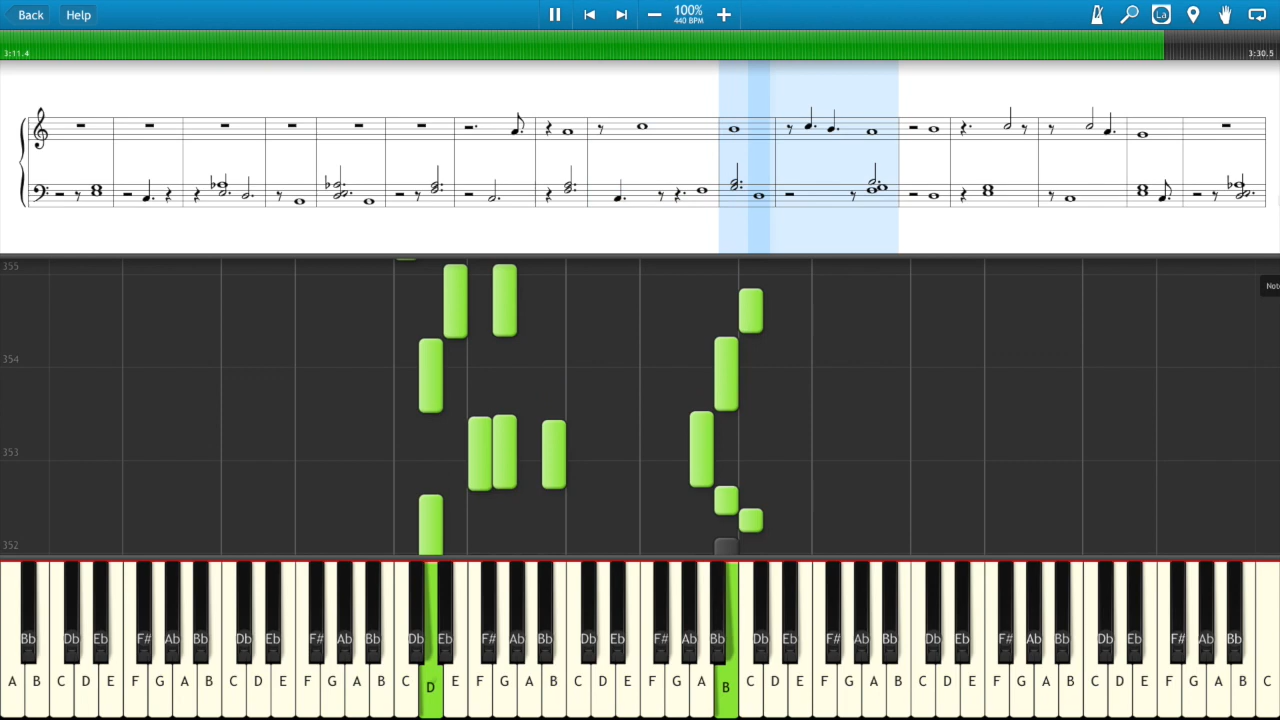 Back Help 100% La
440 BPM
3:11.4 3:30.5
355
Note
354
353
352
Bb Db Eb F# Ab Bb Db Eb F# Ab Bb Db Eb F# Ab Bb Db Eb F# Ab Bb Db Eb F# Ab Bb Db Eb F# Ab Bb Db Eb F# Ab Bb
A B C D E F G A B C D E F G A B C D E F G A B C D E F G A B C D E F G A B C D E F G A B C D E F G A B C